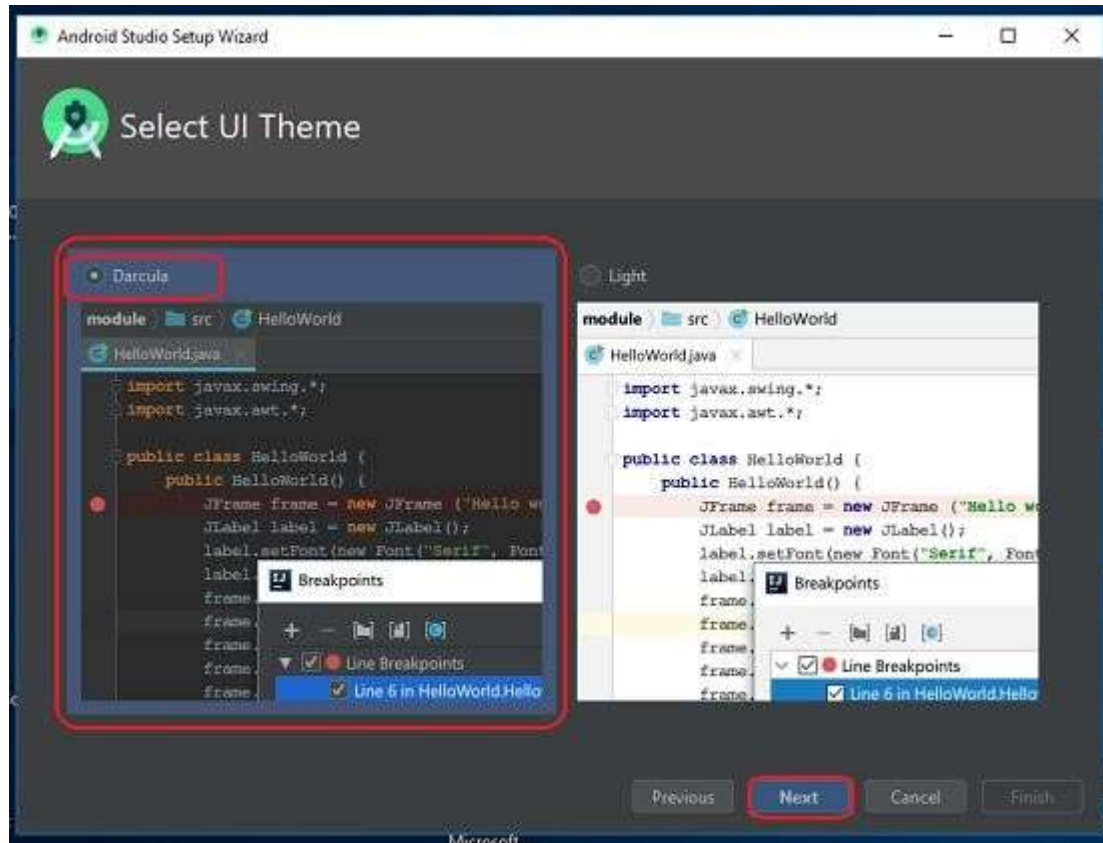 Android Studio Setup Wizard
Select UI Theme
Darcula
module src HelloWorld
HelloWorld.java
import javax.swing.*;
import javax.awt.*;
public class HelloWorld {
public HelloWorld() {
JFrame frame = new JFrame ("Hello
JLabel label = new JLabel();
label.setFont(new Font("Serif", Font
label.
frame.
frame.
frame.
frame.
frame.
Breakpoints
Line Breakpoints
Line 6 in HelloWorld.Hello
Light
module src HelloWorld
HelloWorld.java
import javax.swing.*;
import javax.awt.*;
public class HelloWorld {
public HelloWorld() {
JFrame frame = new JFrame ("Hello
JLabel label = new JLabel();
label.setFont(new Font("Serif", Font
label.
frame.
frame.
frame.
frame.
frame.
Breakpoints
Line Breakpoints
Line 6 in HelloWorld.Hello
Previous Next Cancel Finish
Microsoft